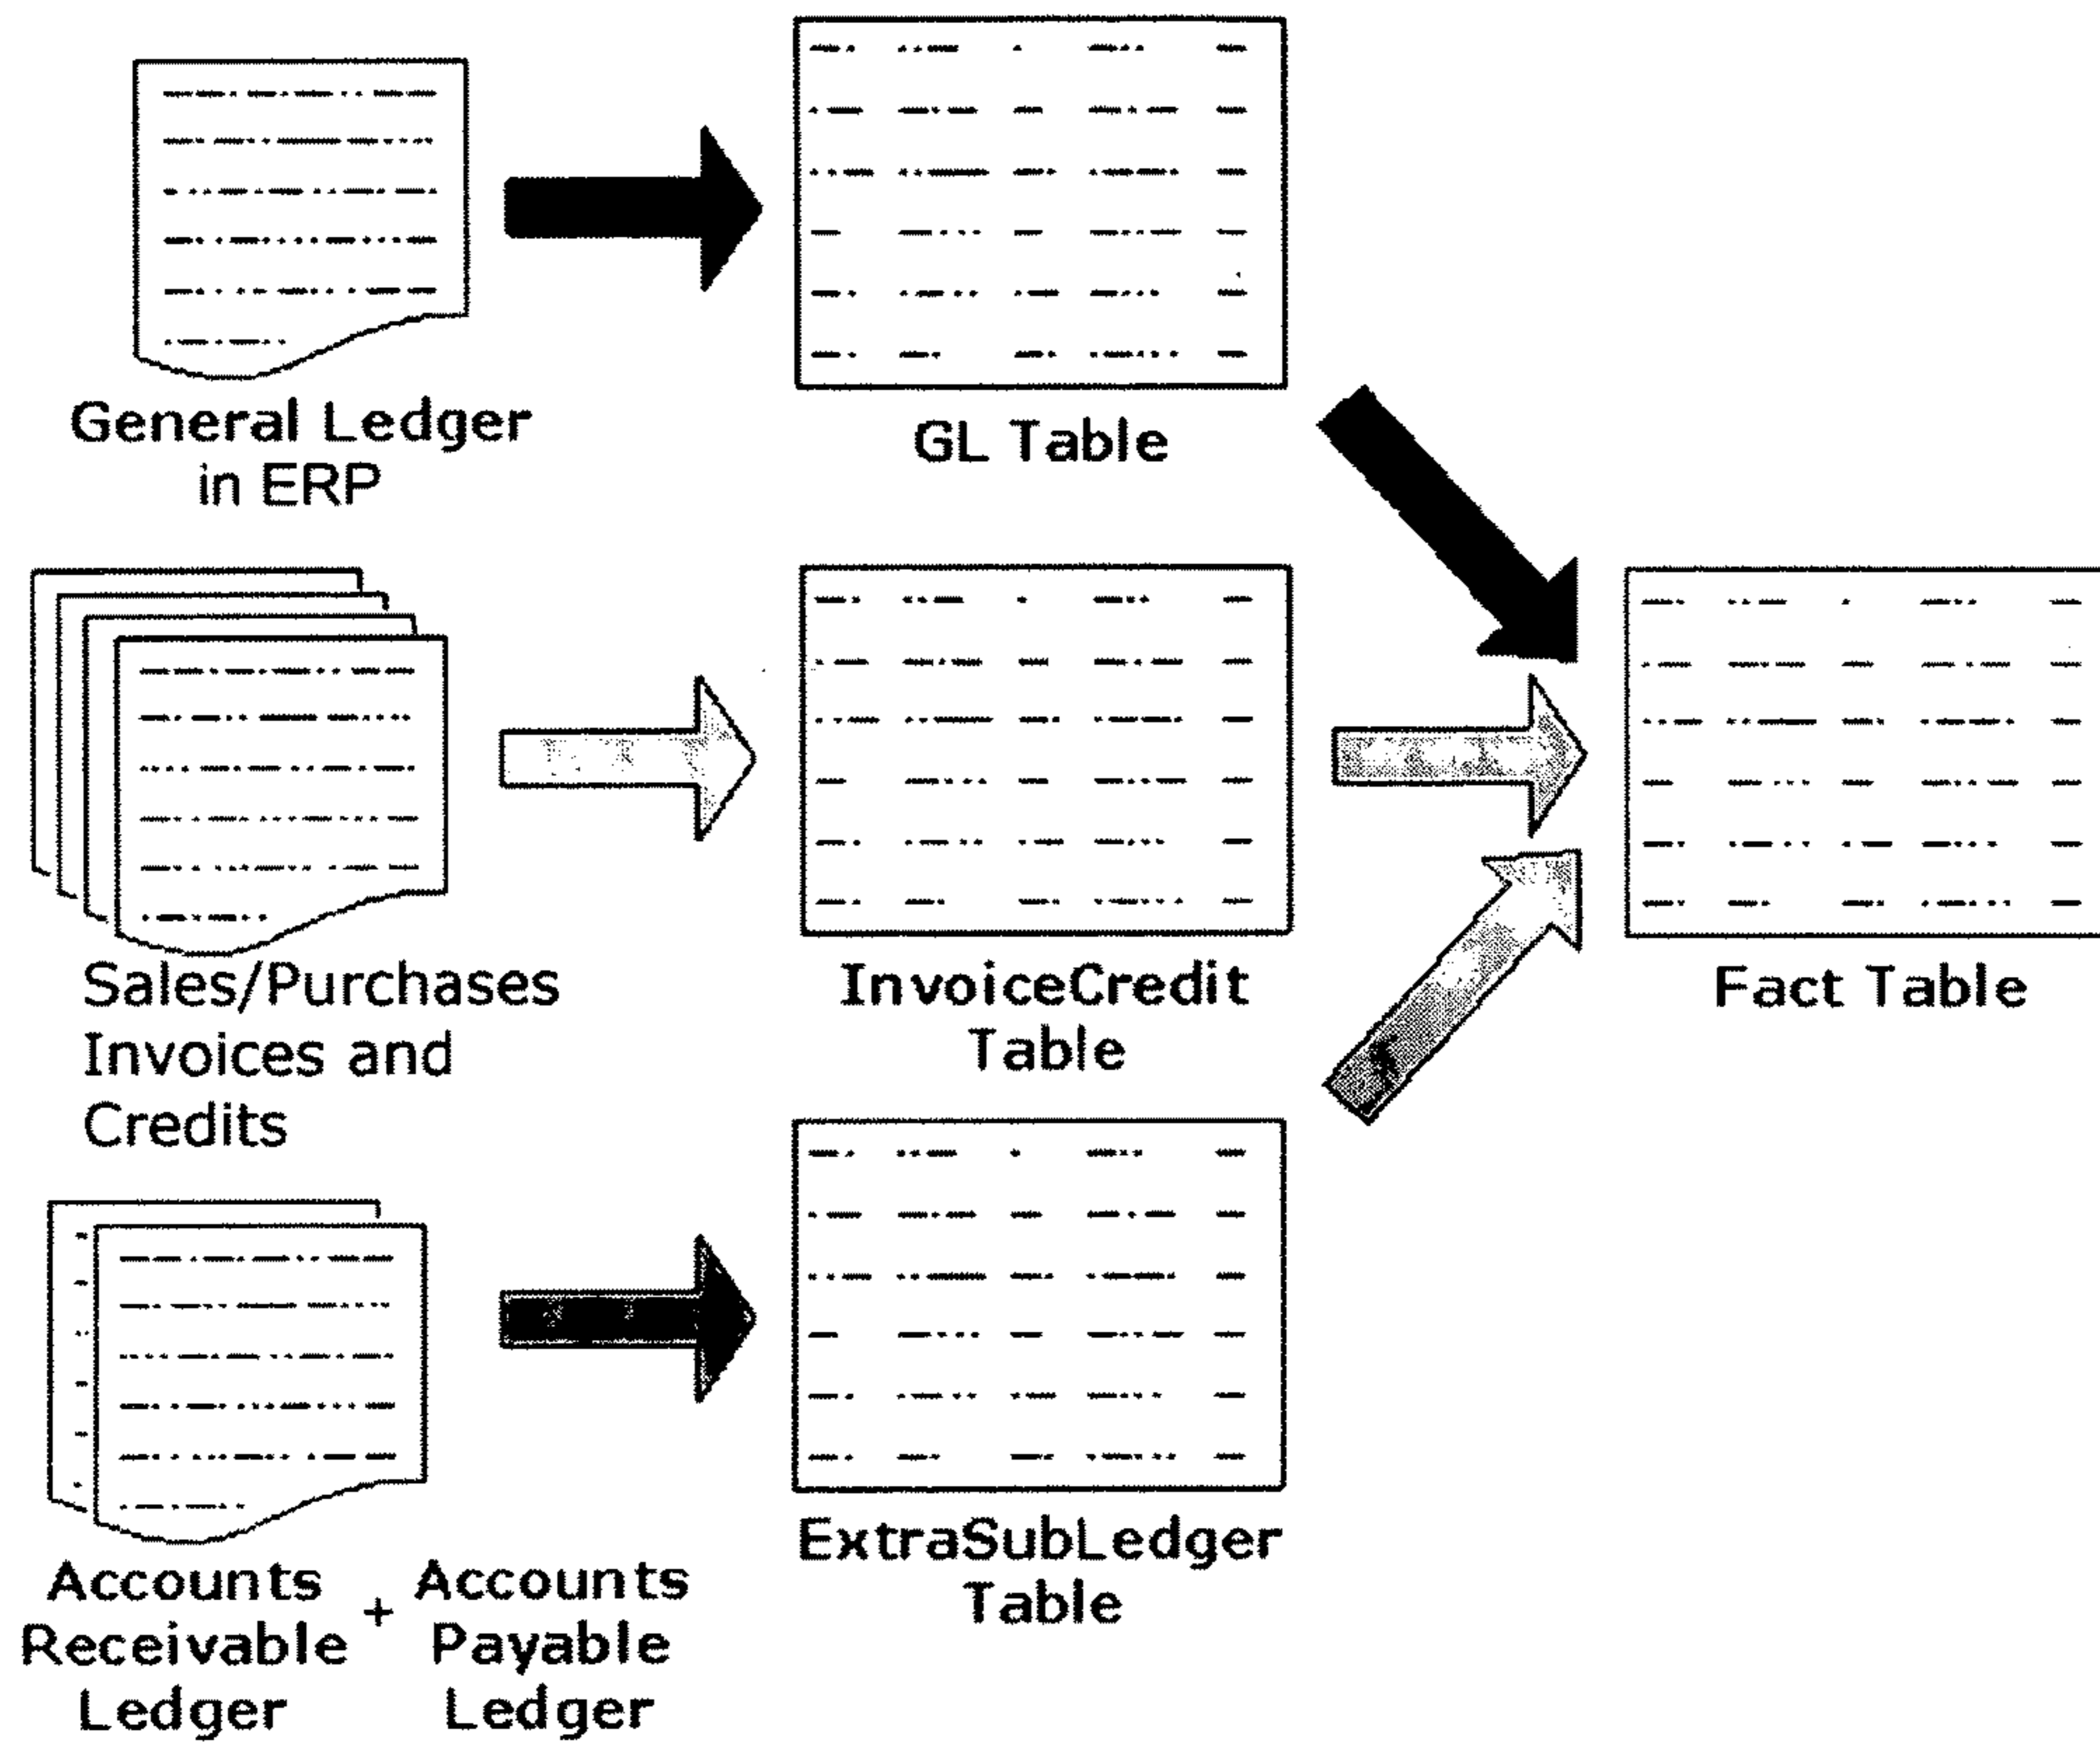 General Ledger
in ERP
GL Table
Sales/Purchases
Invoices and
Credits
InvoiceCredit
Table
Fact Table
Accounts
Receivable
Ledger
+
Accounts
Payable
Ledger
ExtraSubLedger
Table